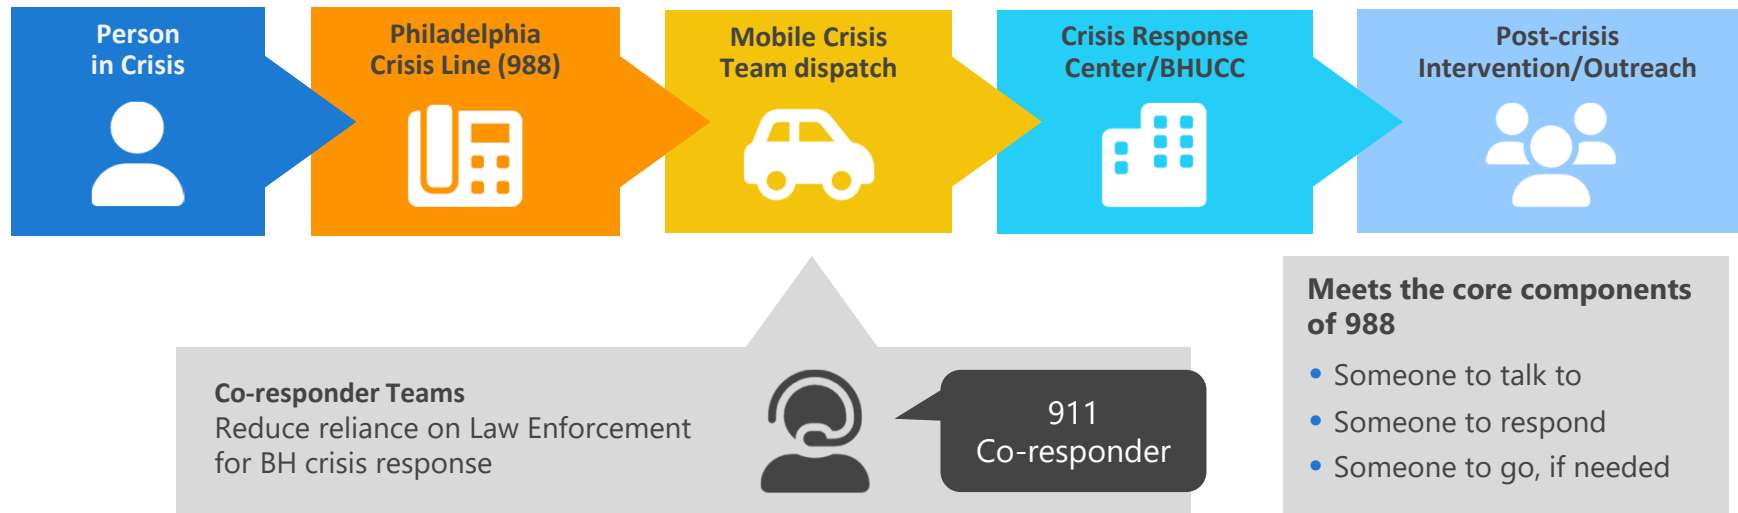 Person
in Crisis
Philadelphia
Crisis Line (988)
Mobile Crisis
Team dispatch
Crisis Response
Center/BHUCC
Post-crisis
Intervention/Outreach
Co-responder Teams
Reduce reliance on Law Enforcement
for BH crisis response
911
Co-responder
Meets the core components
of 988
• Someone to talk to
• Someone to respond
• Someone to go, if needed